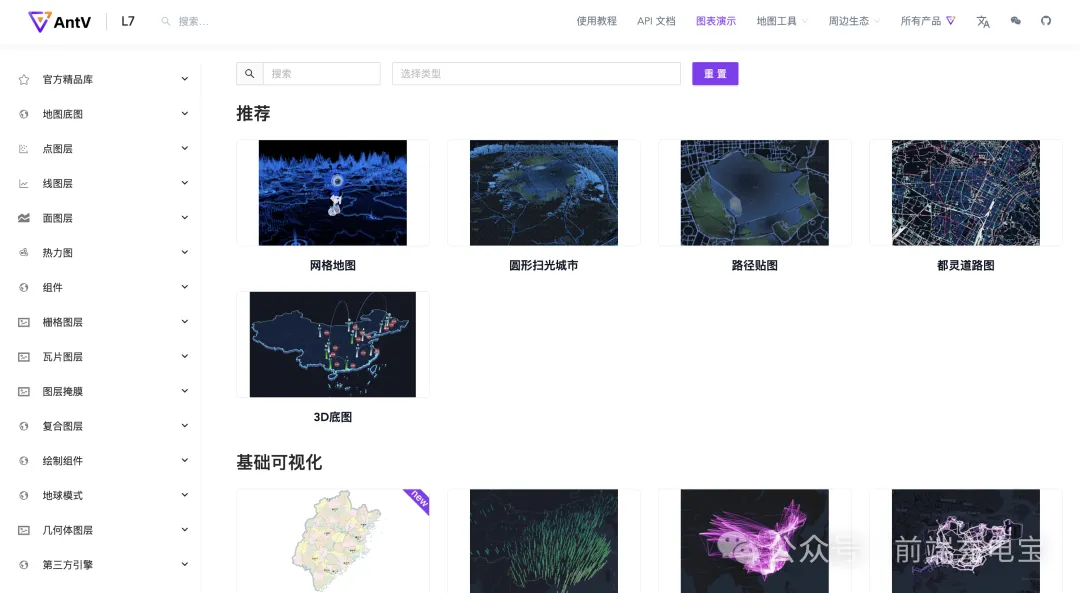 AntV
L7
搜索…
使用教程
API 文档
图表演示
地图工具
周边生态
所有产品
官方精品库
地图底图
点图层
线图层
面图层
热力图
组件
栅格图层
瓦片图层
图层掩膜
复合图层
绘制组件
地球模式
几何体图层
第三方引擎
搜索
选择类型
重 置
推荐
网格地图
圆形扫光城市
路径贴图
都灵道路图
3D底图
基础可视化
new
公众号
前端充电宝